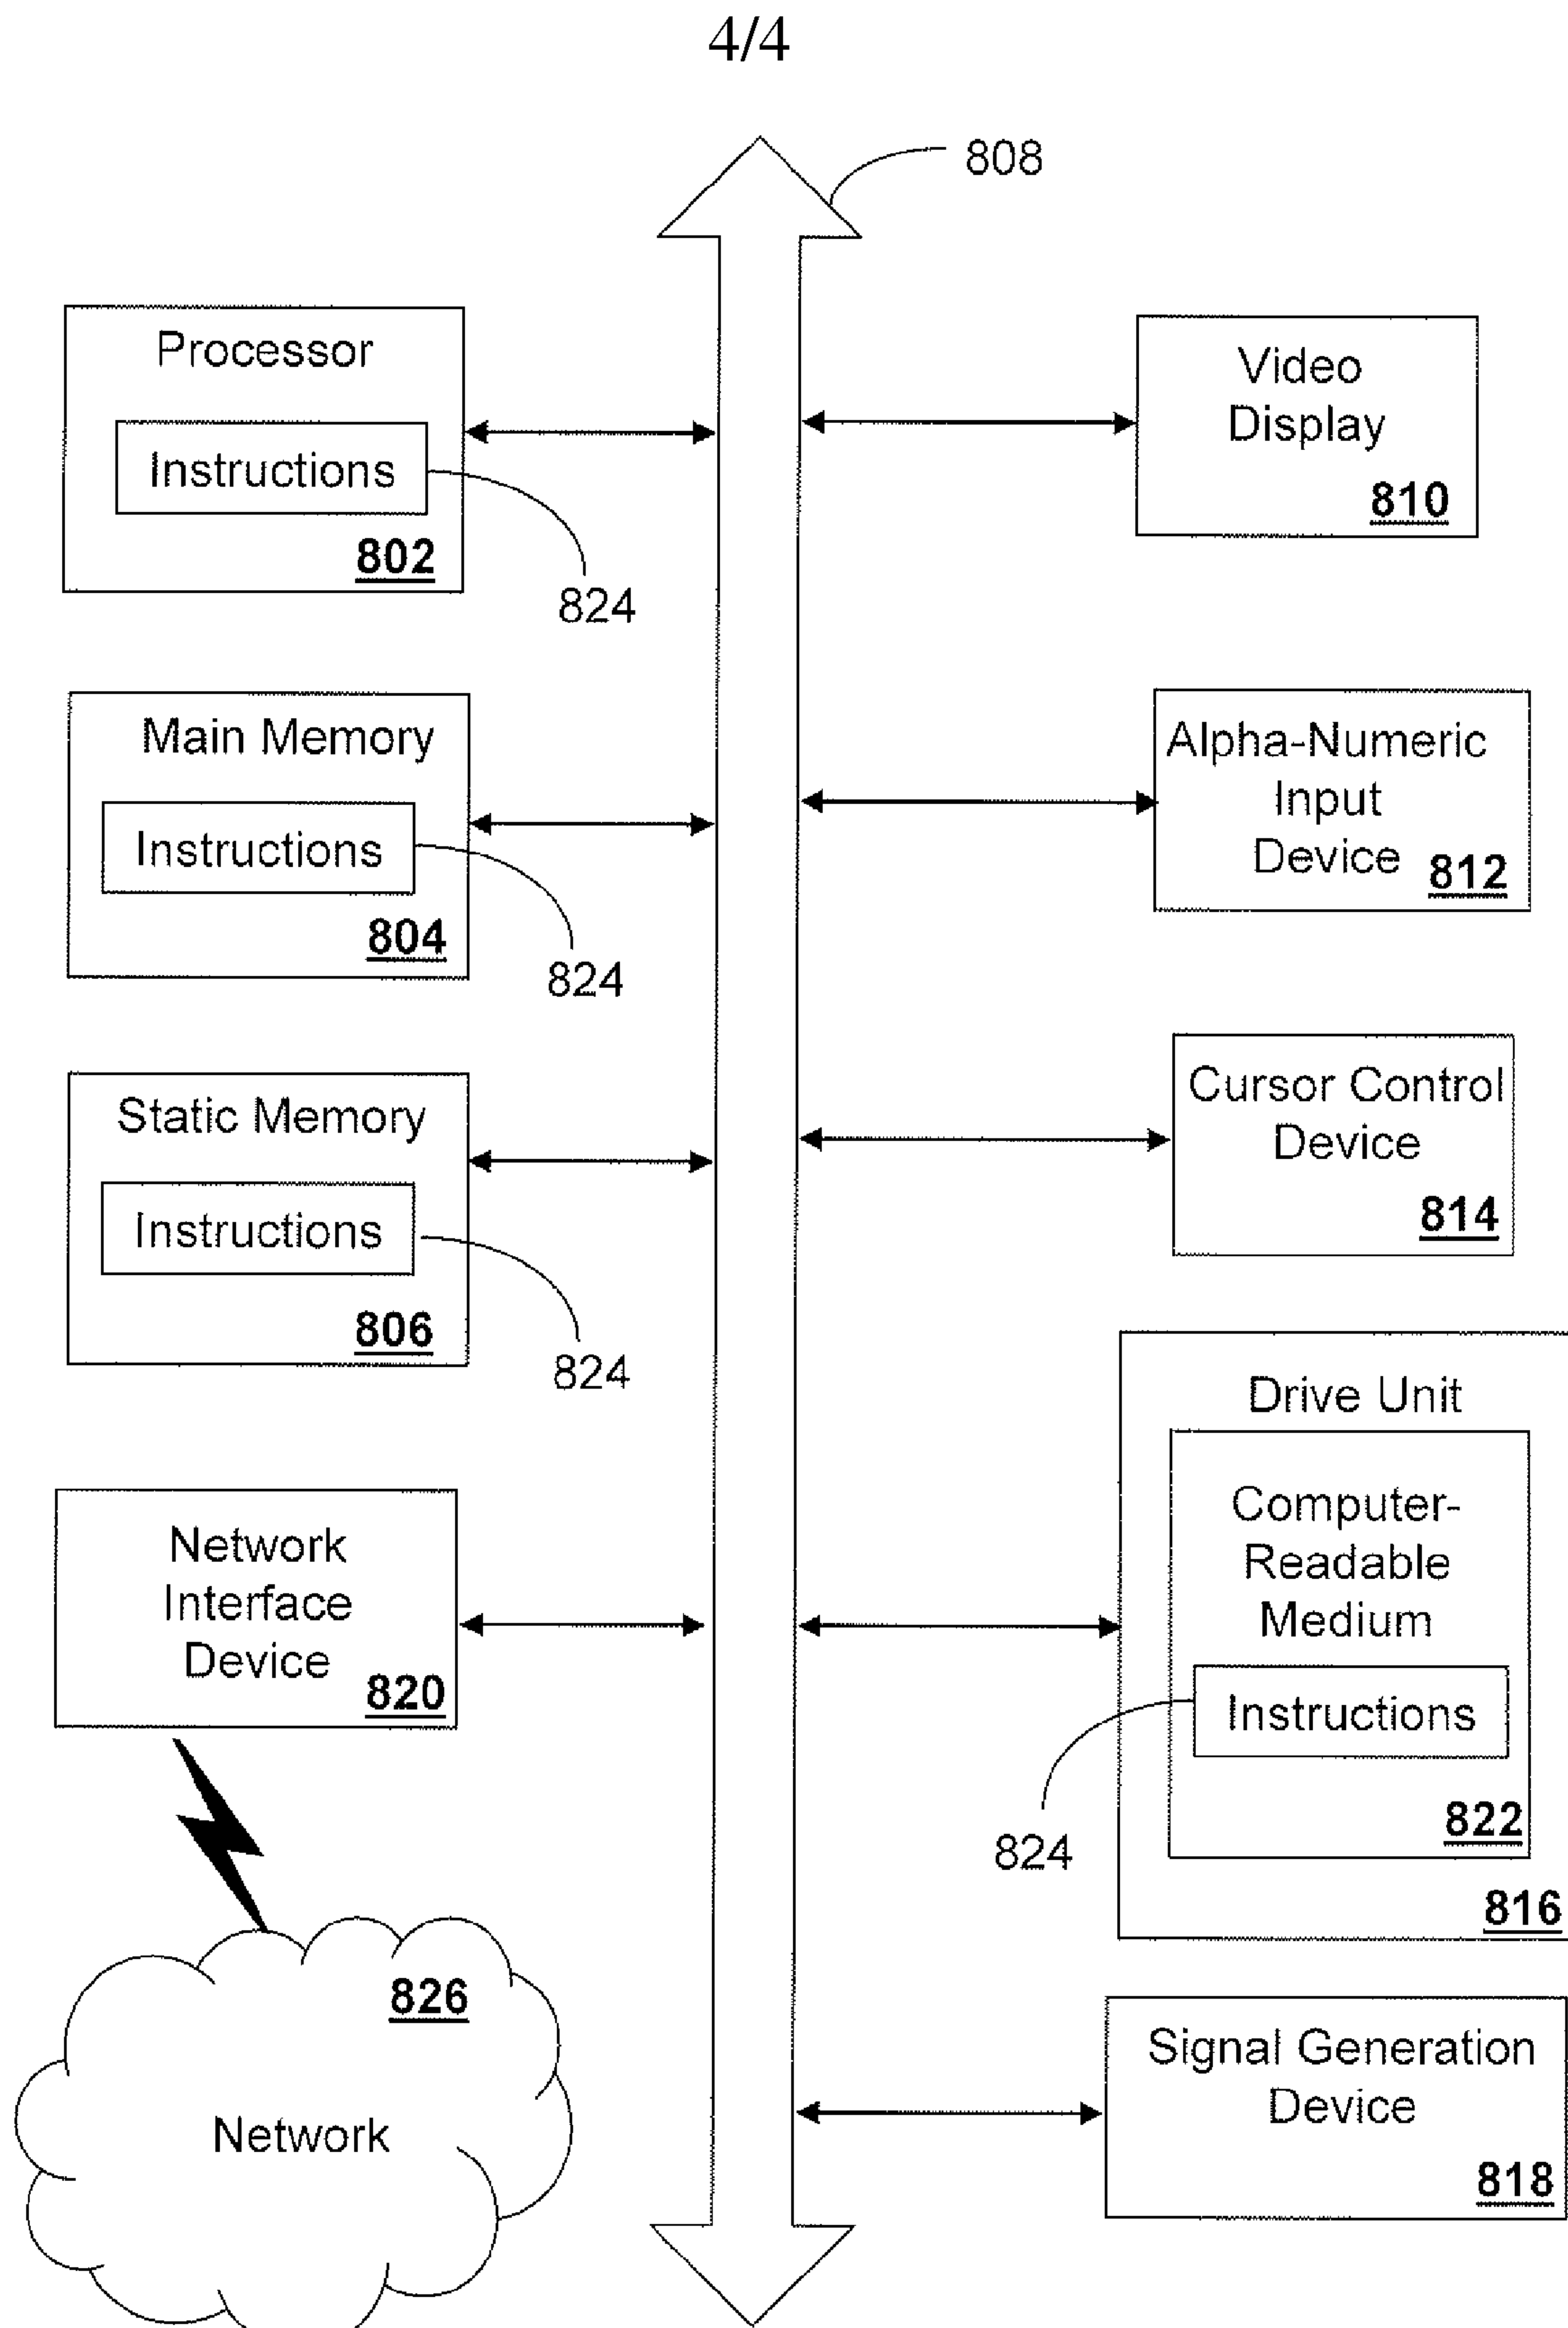 4/4
808
Processor
Instructions
802
824
Main Memory
Instructions
804
824
Static Memory
Instructions
806
824
Network
Interface
Device
820
826
Network
Video
Display
810
Alpha-Numeric
Input
Device
812
Cursor Control
Device
814
Drive Unit
Computer-
Readable
Medium
Instructions
824
822
816
Signal Generation
Device
818